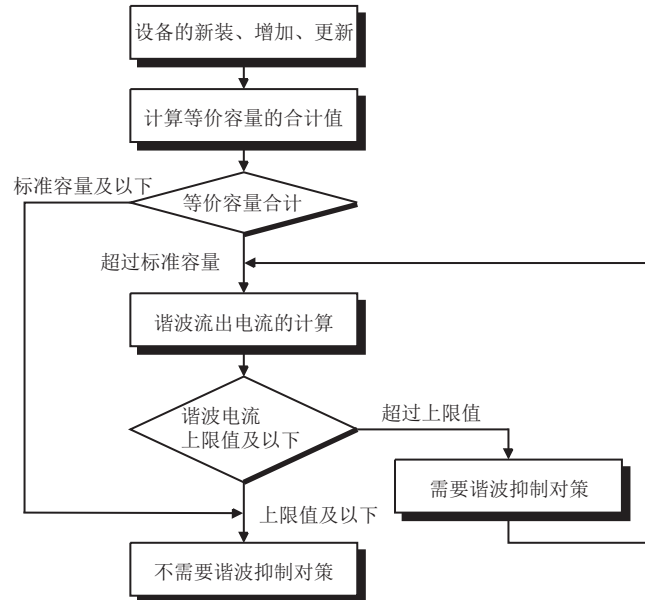 设备的新装、增加、更新
计算等价容量的合计值
标准容量及以下
等价容量合计
超过标准容量
谐波流出电流的计算
谐波电流
上限值及以下
超过上限值
需要谐波抑制对策
上限值及以下
不需要谐波抑制对策